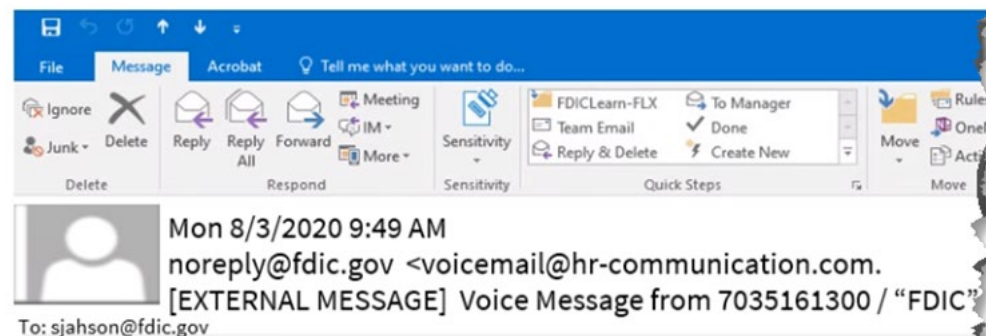 File Message Acrobat Tell me what you want to do...
Ignore
Junk
Delete
Reply
Reply All
Forward
Meeting
IM
More
Sensitivity
FDICLearn-FLX
Team Email
Reply & Delete
To Manager
Done
Create New
Move
Rule
Delete Respond Sensitivity Quick Steps Move
Mon 8/3/2020 9:49 AM
noreply@fdic.gov <voicemail@hr-communication.com.
[EXTERNAL MESSAGE] Voice Message from 7035161300 / “FDIC”
To: sjahson@fdic.gov